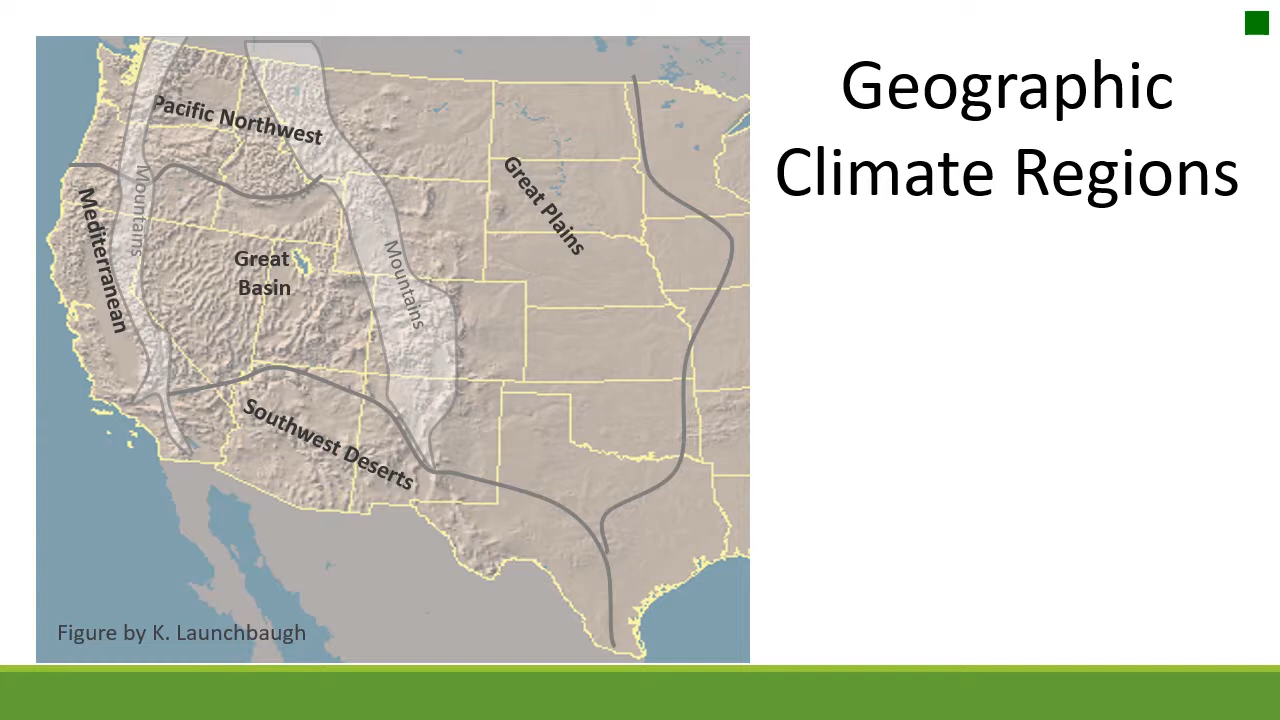 Geographic
Climate Regions
Pacific Northwest
Mountains
Mediterranean
Great
Basin
Mountains
Great Plains
Southwest Deserts
Figure by K. Launchbaugh